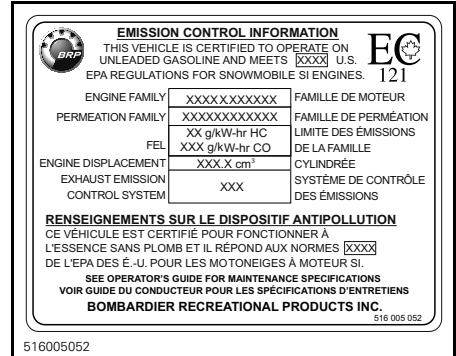 EMISSION CONTROL INFORMATION
THIS VEHICLE IS CERTIFIED TO OPERATE ON
UNLEADED GASOLINE AND MEETS XXXX U.S.
EPA REGULATIONS FOR SNOWMOBILE SI ENGINES.
BRP
EC
121
ENGINE FAMILY XXXXXXXXXXXX FAMILLE DE MOTEUR
PERMEATION FAMILY XXXXXXXXXXXX FAMILLE DE PERMÉATION
XX g/kW-hr HC LIMITE DES ÉMISSIONS
FEL XXX g/kW-hr CO DE LA FAMILLE
ENGINE DISPLACEMENT XXX.X cm³ CYLINDRÉE
EXHAUST EMISSION SYSTÈME DE CONTRÔLE
XXX
CONTROL SYSTEM DES ÉMISSIONS
RENSEIGNEMENTS SUR LE DISPOSITIF ANTIPOLLUTION
CE VÉHICULE EST CERTIFIÉ POUR FONCTIONNER À
L'ESSENCE SANS PLOMB ET IL RÉPOND AUX NORMES XXXX
DE L'EPA DES É.-U. POUR LES MOTONEIGES À MOTEUR SI.
SEE OPERATOR'S GUIDE FOR MAINTENANCE SPECIFICATIONS
VOIR GUIDE DU CONDUCTEUR POUR LES SPÉCIFICATIONS D'ENTRETIENS
BOMBARDIER RECREATIONAL PRODUCTS INC.
516 005 052
516005052